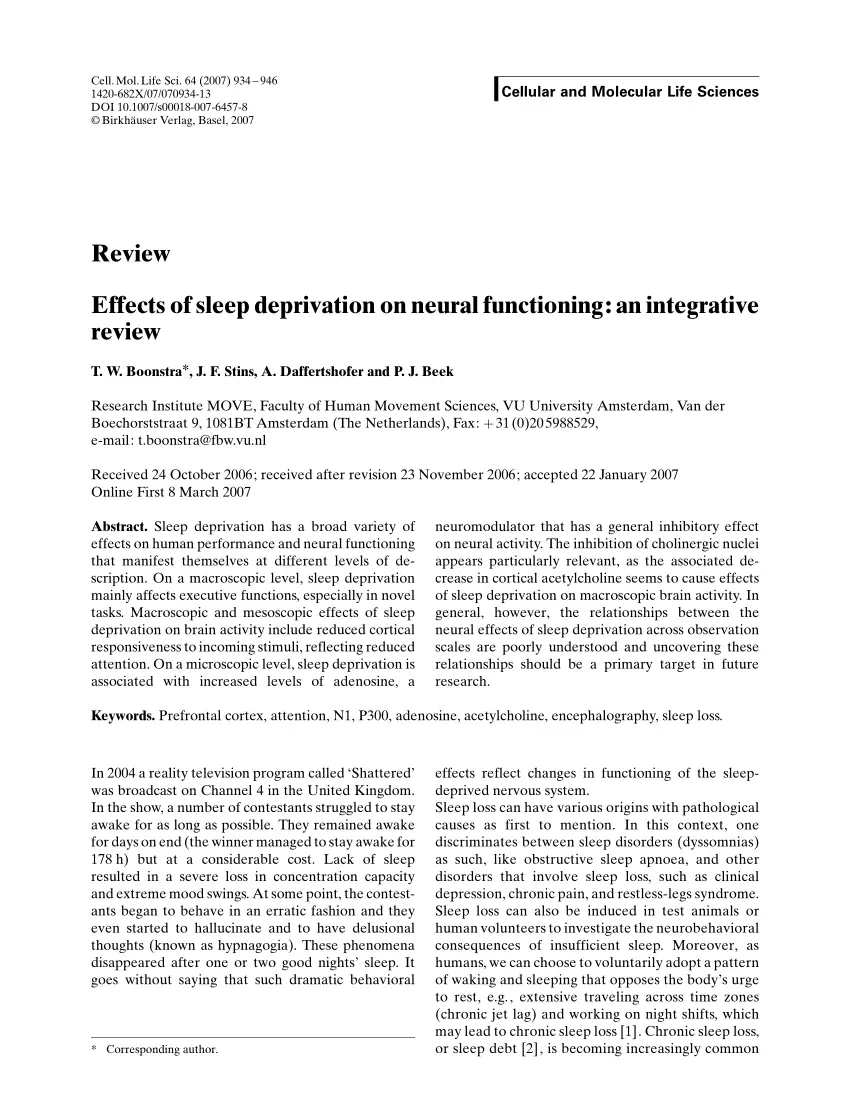 Cell. Mol. Life Sci. 64 (2007) 934 – 946
1420-682X/07/070934-13
DOI 10.1007/s00018-007-6457-8
© Birkhäuser Verlag, Basel, 2007
Cellular and Molecular Life Sciences
Review
Effects of sleep deprivation on neural functioning: an integrative
review
T. W. Boonstra*, J. F. Stins, A. Daffertshofer and P. J. Beek
Research Institute MOVE, Faculty of Human Movement Sciences, VU University Amsterdam, Van der
Boechorststraat 9, 1081BT Amsterdam (The Netherlands), Fax: +31(0)205988529,
e-mail: t.boonstra@fbw.vu.nl
Received 24 October 2006; received after revision 23 November 2006; accepted 22 January 2007
Online First 8 March 2007
Abstract. Sleep deprivation has a broad variety of
effects on human performance and neural functioning
that manifest themselves at different levels of de-
scription. On a macroscopic level, sleep deprivation
mainly affects executive functions, especially in novel
tasks. Macroscopic and mesoscopic effects of sleep
deprivation on brain activity include reduced cortical
responsiveness to incoming stimuli, reflecting reduced
attention. On a microscopic level, sleep deprivation is
associated with increased levels of adenosine, a
neuromodulator that has a general inhibitory effect
on neural activity. The inhibition of cholinergic nuclei
appears particularly relevant, as the associated de-
crease in cortical acetylcholine seems to cause effects
of sleep deprivation on macroscopic brain activity. In
general, however, the relationships between the
neural effects of sleep deprivation across observation
scales are poorly understood and uncovering these
relationships should be a primary target in future
research.
Keywords. Prefrontal cortex, attention, N1, P300, adenosine, acetylcholine, encephalography, sleep loss.
In 2004 a reality television program called ‘Shattered’
was broadcast on Channel 4 in the United Kingdom.
In the show, a number of contestants struggled to stay
awake for as long as possible. They remained awake
for days on end (the winner managed to stay awake for
178 h) but at a considerable cost. Lack of sleep
resulted in a severe loss in concentration capacity
and extreme mood swings. At some point, the contest-
ants began to behave in an erratic fashion and they
even started to hallucinate and to have delusional
thoughts (known as hypnagogia). These phenomena
disappeared after one or two good nights’ sleep. It
goes without saying that such dramatic behavioral
* Corresponding author.
effects reflect changes in functioning of the sleep-
deprived nervous system.
Sleep loss can have various origins with pathological
causes as first to mention. In this context, one
discriminates between sleep disorders (dyssomnias)
as such, like obstructive sleep apnoea, and other
disorders that involve sleep loss, such as clinical
depression, chronic pain, and restless-legs syndrome.
Sleep loss can also be induced in test animals or
human volunteers to investigate the neurobehavioral
consequences of insufficient sleep. Moreover, as
humans, we can choose to voluntarily adopt a pattern
of waking and sleeping that opposes the body’s urge
to rest, e.g., extensive traveling across time zones
(chronic jet lag) and working on night shifts, which
may lead to chronic sleep loss [1]. Chronic sleep loss,
or sleep debt [2], is becoming increasingly common